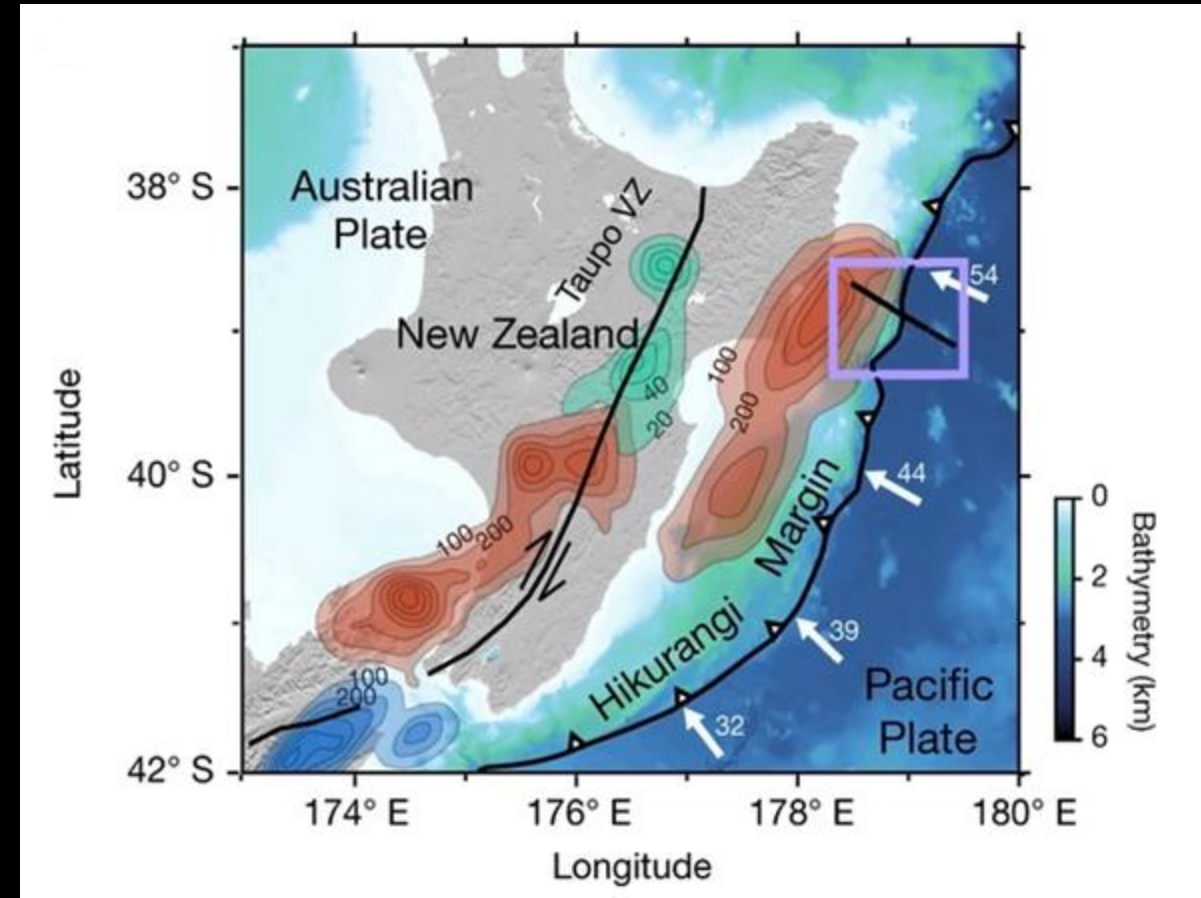 38° S
40° S
42° S
Latitude
174° E
176° E
178° E
180° E
Longitude
Australian
Plate
Taupo VZ
New Zealand
40
20
100
200
100
200
100
200
54
44
39
32
Hikurangi
Margin
Pacific
Plate
0
2
4
6
Bathymetry (km)